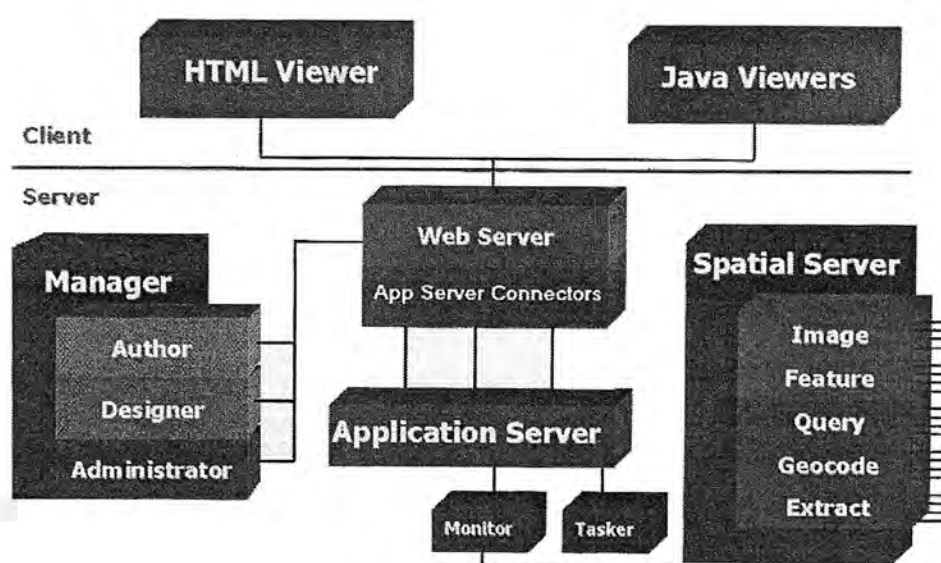 HTML Viewer
Java Viewers
Client
Server
Web Server
App Server Connectors
Manager
Author
Designer
Administrator
Spatial Server
Image
Feature
Query
Geocode
Extract
Application Server
Monitor
Tasker